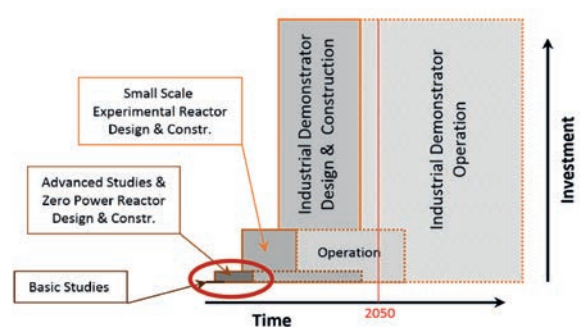 Small Scale
Experimental Reactor
Design & Constr.
Advanced Studies &
Zero Power Reactor
Design & Constr.
Basic Studies
Industrial Demonstrator
Design & Construction
Industrial Demonstrator
Operation
Operation
Investment
Time
2050